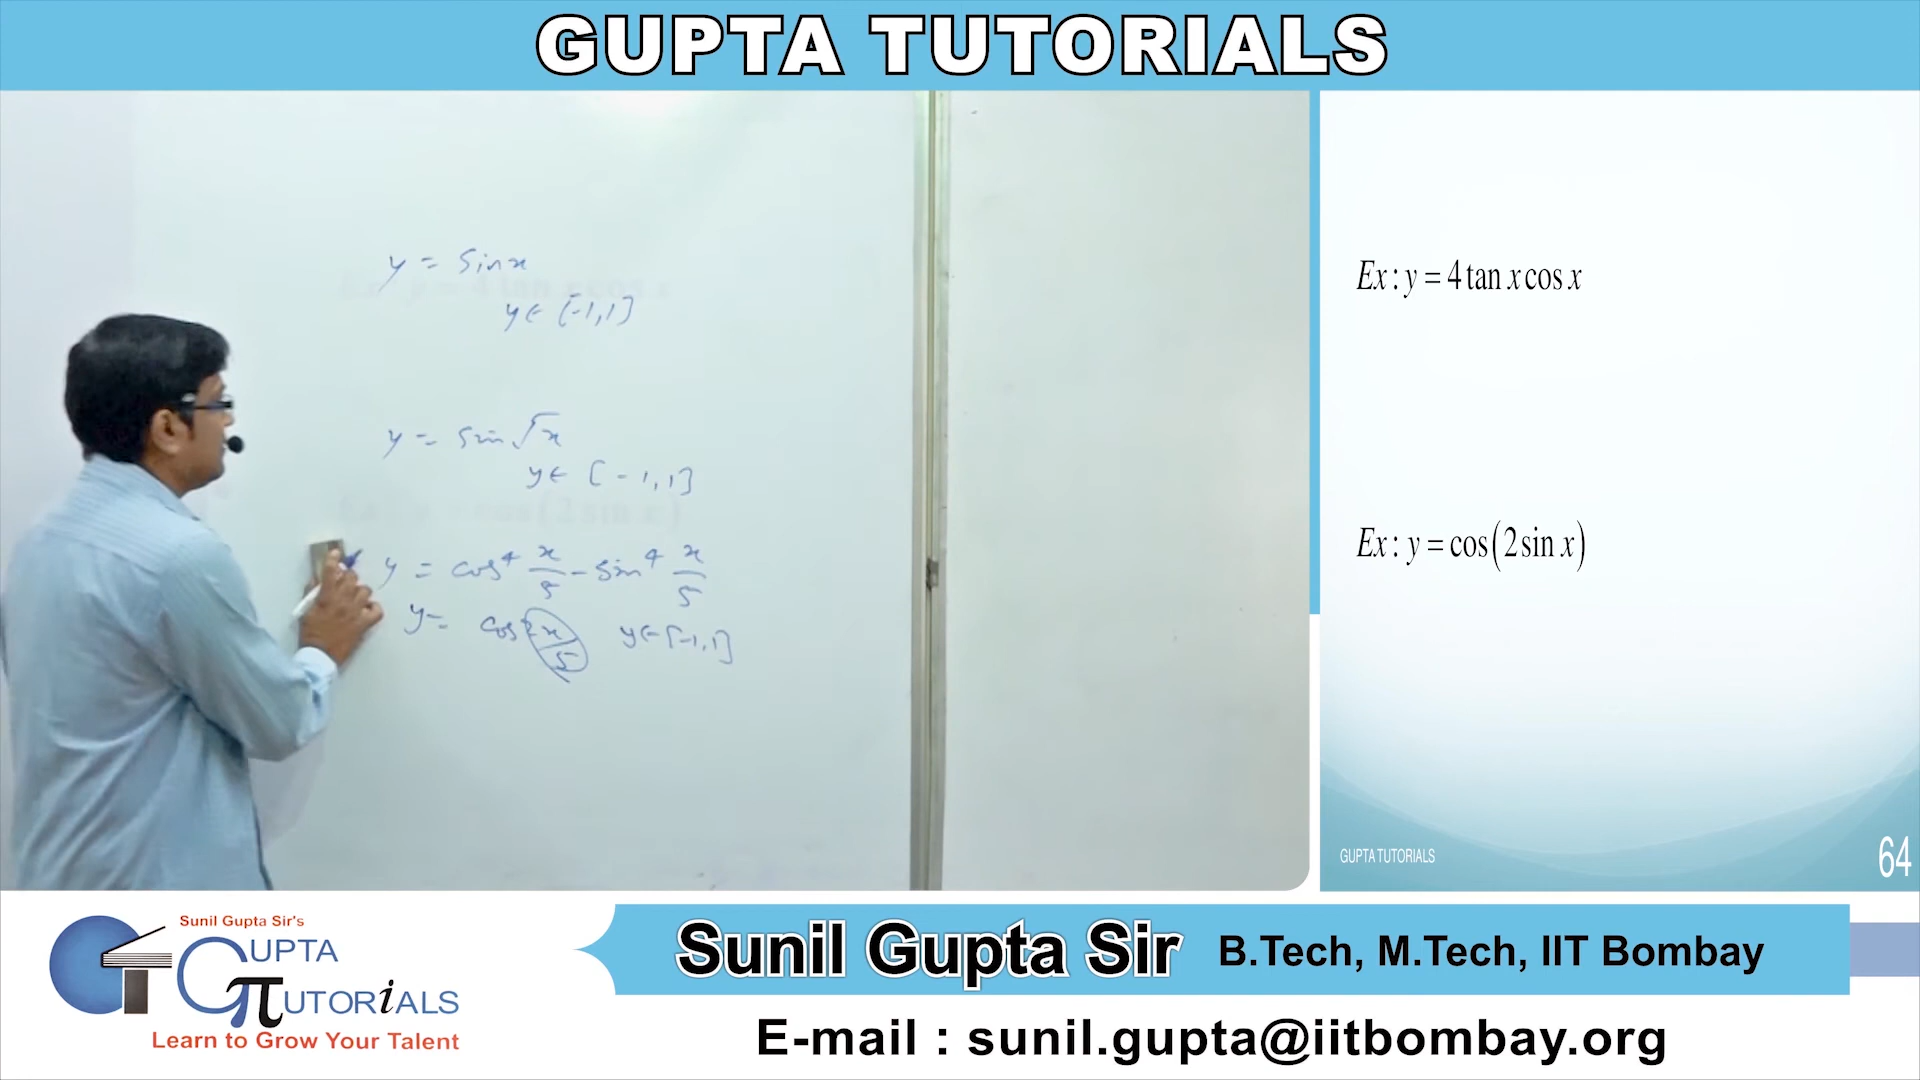 GUPTA TUTORIALS
y = sin x
y ∈ [-1,1]
y = sin √x
y ∈ [-1,1]
y = cos⁴ x/5 - sin⁴ x/5
y = cos 2x/5 y ∈ [-1,1]
Ex: y = 4 tan x cos x
Ex: y = cos(2 sin x)
GUPTA TUTORIALS
64
Sunil Gupta Sir's
GUPTA
TUTORiALS
Learn to Grow Your Talent
Sunil Gupta Sir B.Tech, M.Tech, IIT Bombay
E-mail : sunil.gupta@iitbombay.org